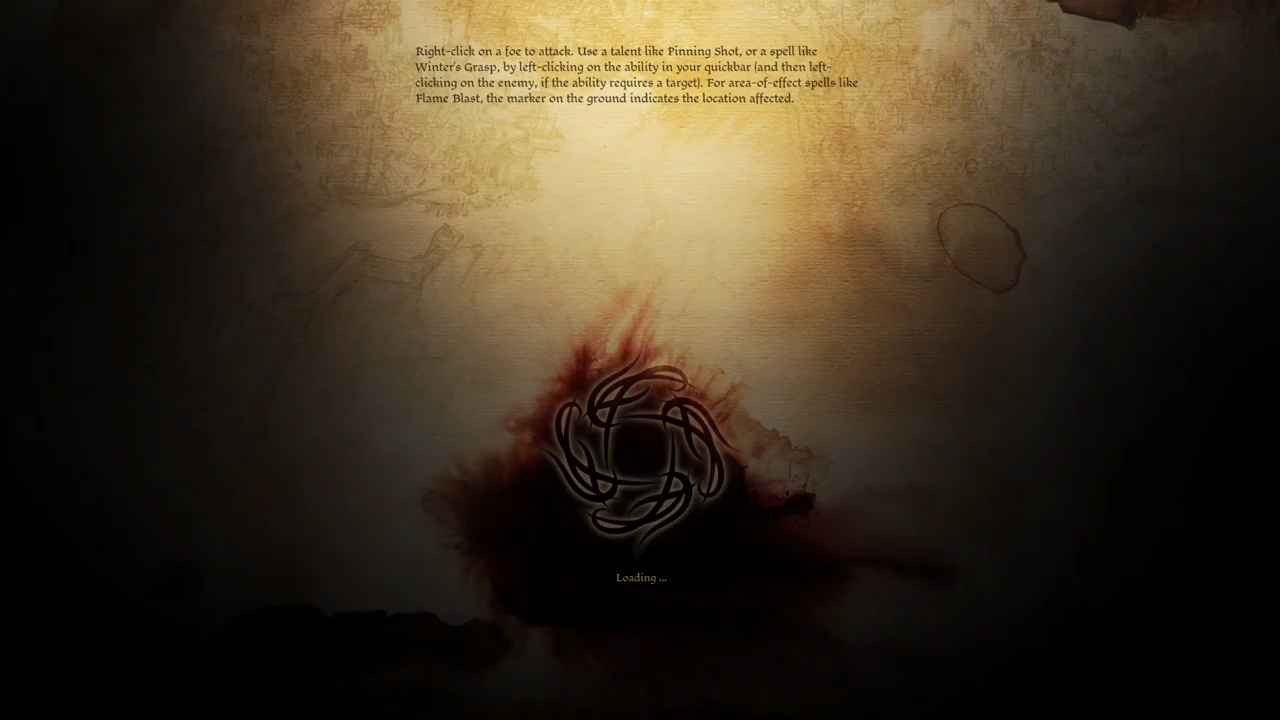 Right-click on a foe to attack. Use a talent like Pinning Shot, or a spell like
Winter's Grasp, by left-clicking on the ability in your quickbar (and then left-
clicking on the enemy, if the ability requires a target). For area-of-effect spells like
Flame Blast, the marker on the ground indicates the location affected.
Loading ...